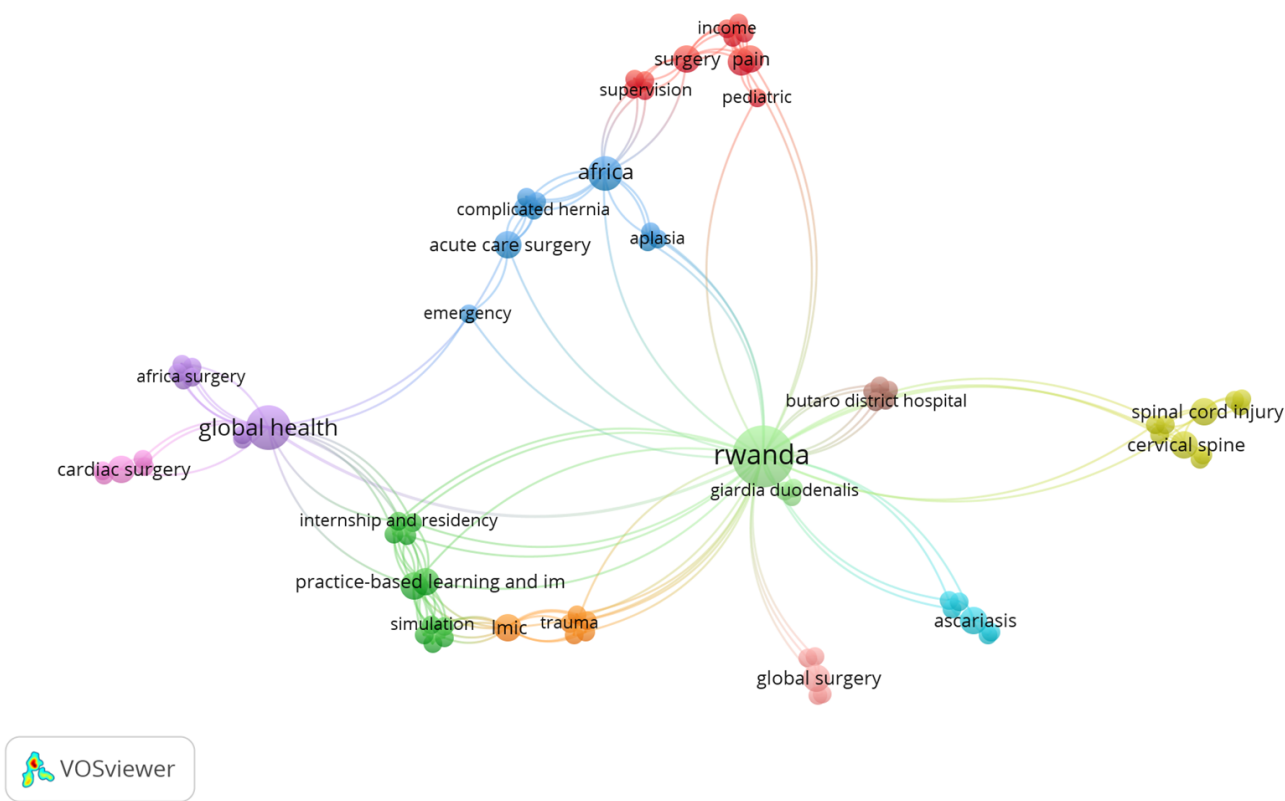 income
surgery
pain
supervision
pediatric
africa
complicated hernia
acute care surgery
aplasia
emergency
africa surgery
butaro district hospital
spinal cord injury
global health
cervical spine
rwanda
cardiac surgery
giardia duodenalis
internship and residency
practice-based learning and im
simulation
lmic
trauma
ascariasis
global surgery
VOSviewer